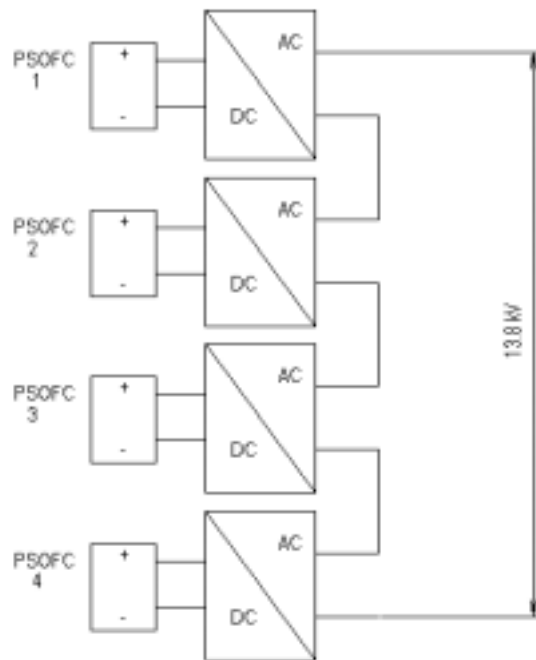 PSOFC
1
+
-
AC
DC
PSOFC
2
+
-
AC
DC
PSOFC
3
+
-
AC
DC
PSOFC
4
+
-
AC
DC
13.8 kV